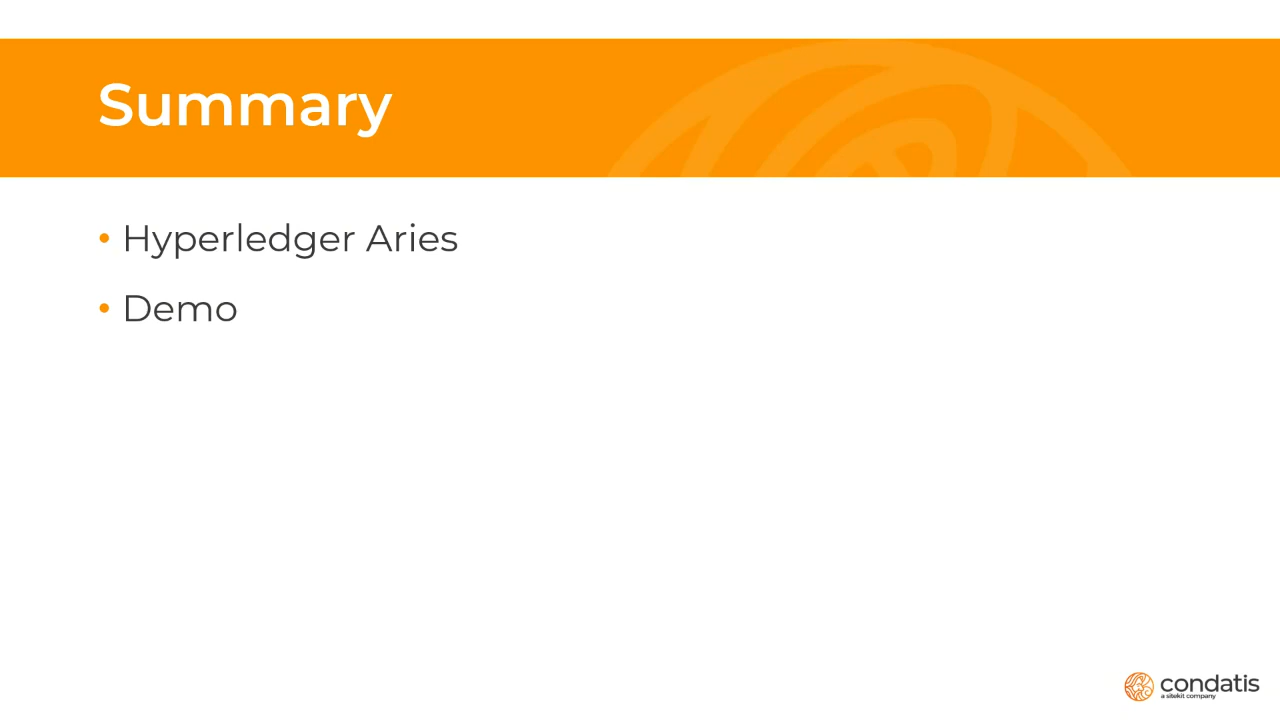 Summary
• Hyperledger Aries
• Demo
condatis
a sitekit company